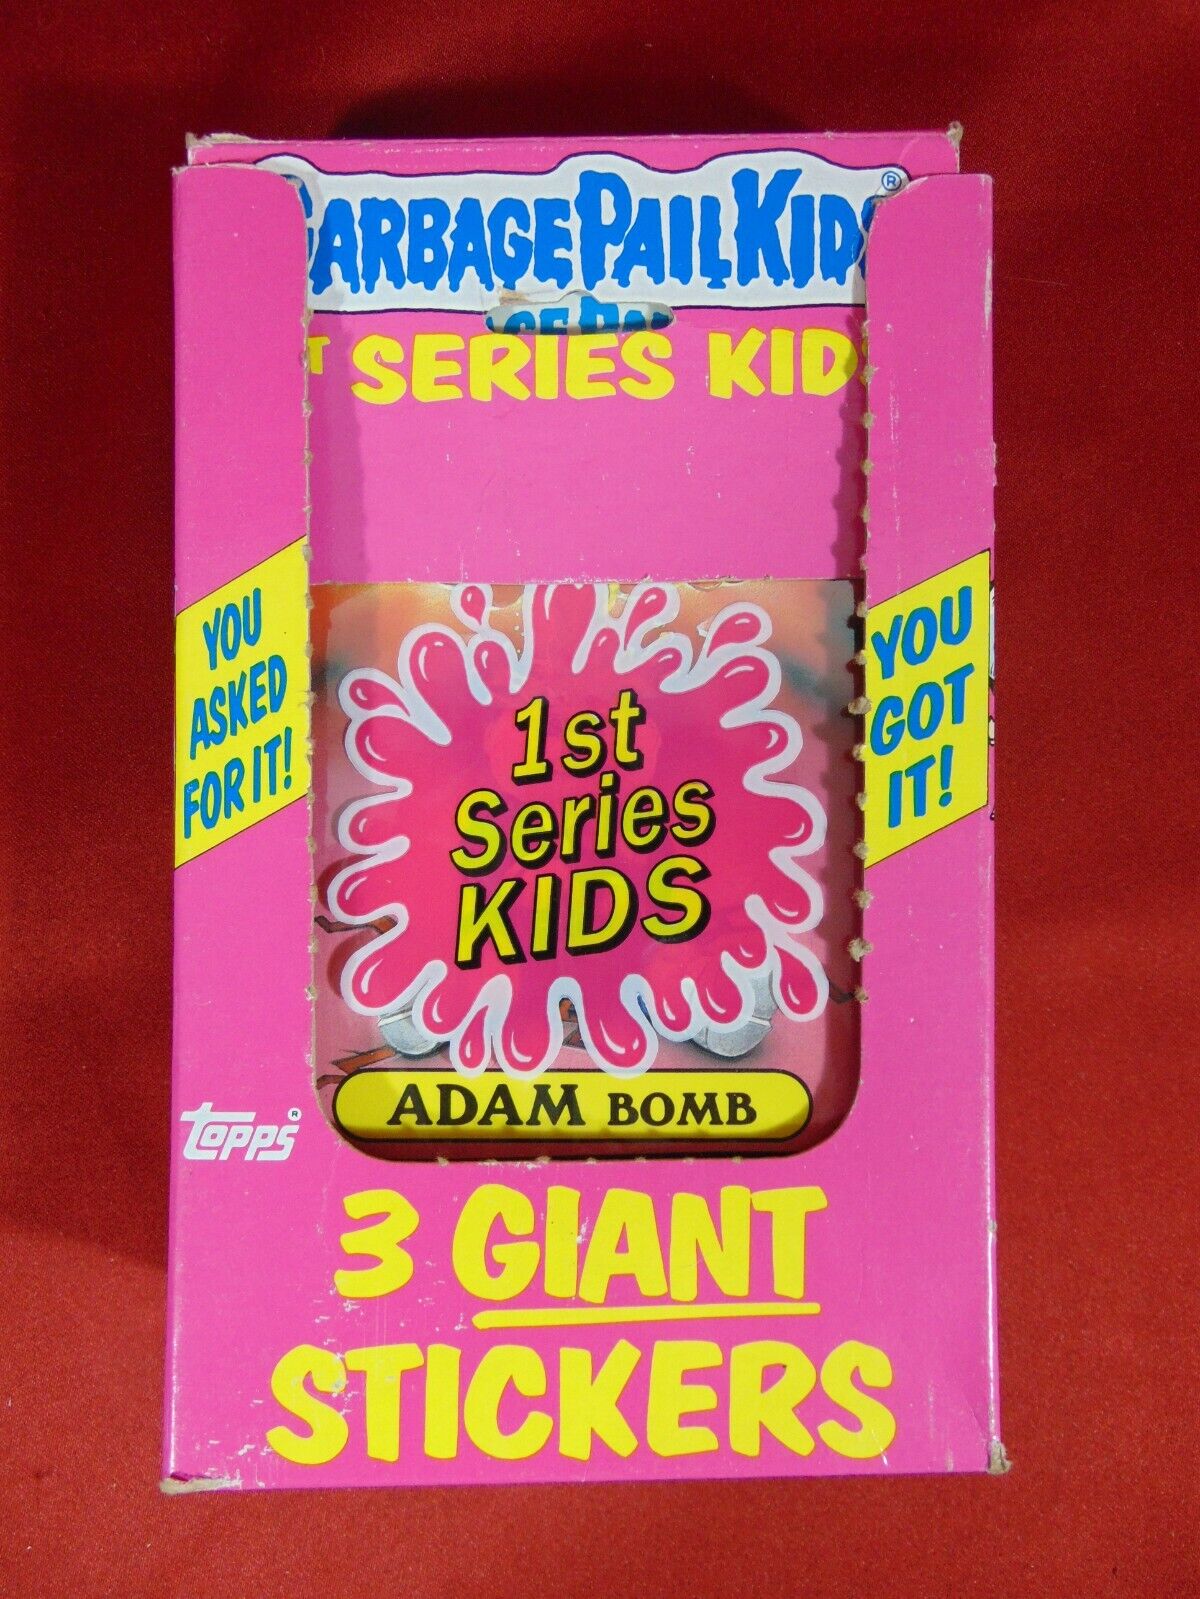 GARBAGE PAIL KIDS®
T SERIES KIDS
YOU
ASKED
FOR IT!
YOU
GOT
IT!
1st
Series
KIDS
ADAM BOMB
TOPPS®
3 GIANT
STICKERS